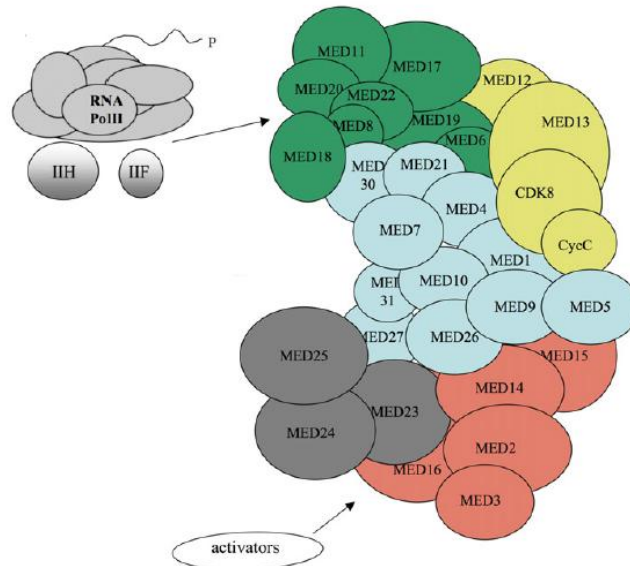 P
RNA
PolII
IIH
IIF
MED11
MED17
MED20
MED22
MED12
MED8
MED19
MED13
MED6
MED18
MED
30
MED21
CDK8
MED4
MED7
CycC
MED1
MED10
MED
31
MED9
MED5
MED27
MED26
MED25
MED15
MED14
MED23
MED24
MED2
MED16
MED3
activators